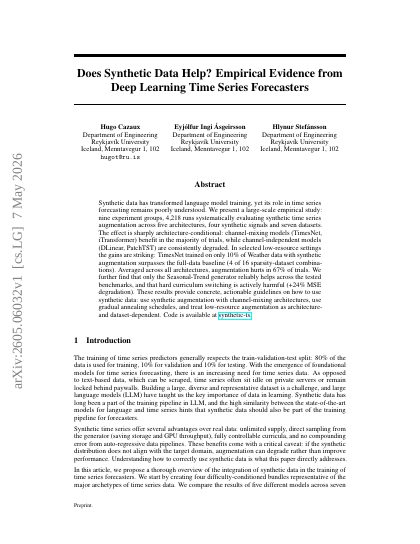 arXiv:2605.06032v1 [cs.LG] 7 May 2026
Does Synthetic Data Help? Empirical Evidence from
Deep Learning Time Series Forecasters
Hugo Cazaux
Department of Engineering
Reykjavik University
Iceland, Menntavegur 1, 102
hugot@ru.is
Eyjólfur Ingi Ásgeirsson
Department of Engineering
Reykjavik University
Iceland, Menntavegur 1, 102
Hlynur Stefánsson
Department of Engineering
Reykjavik University
Iceland, Menntavegur 1, 102
Abstract
Synthetic data has transformed language model training, yet its role in time series
forecasting remains poorly understood. We present a large-scale empirical study:
nine experiment groups, 4,218 runs systematically evaluating synthetic time series
augmentation across five architectures, four synthetic signals and seven datasets.
The effect is sharply architecture-conditional: channel-mixing models (TimesNet,
iTransformer) benefit in the majority of trials, while channel-independent models
(DLinear, PatchTST) are consistently degraded. In selected low-resource settings
the gains are striking: TimesNet trained on only 10% of Weather data with synthetic
augmentation surpasses the full-data baseline (4 of 16 sparsity-dataset combina-
tions). Averaged across all architectures, augmentation hurts in 67% of trials. We
further find that only the Seasonal-Trend generator reliably helps across the tested
benchmarks, and that hard curriculum switching is actively harmful (+24% MSE
degradation). These results provide concrete, actionable guidelines on how to use
synthetic data: use synthetic augmentation with channel-mixing architectures, use
gradual annealing schedules, and treat low-resource augmentation as architecture-
and dataset-dependent. Code is available at synthetic-ts.
1 Introduction
The training of time series predictors generally respects the train-validation-test split: 80% of the
data is used for training, 10% for validation and 10% for testing. With the emergence of foundational
models for time series forecasting, there is an increasing need for time series data. As opposed
to text-based data, which can be scraped, time series often sit idle on private servers or remain
locked behind paywalls. Building a large, diverse and representative dataset is a challenge, and large
language models (LLM) have taught us the key importance of data in learning. Synthetic data has
long been a part of the training pipeline in LLM, and the high similarity between the state-of-the-art
models for language and time series hints that synthetic data should also be part of the training
pipeline for forecasters.
Synthetic time series offer several advantages over real data: unlimited supply, direct sampling from
the generator (saving storage and GPU throughput), fully controllable curricula, and no compounding
error from auto-regressive data pipelines. These benefits come with a critical caveat: if the synthetic
distribution does not align with the target domain, augmentation can degrade rather than improve
performance. Understanding how to correctly use synthetic data is what this paper directly addresses.
In this article, we propose a thorough overview of the integration of synthetic data in the training of
time series forecasters. We start by creating four difficulty-conditioned bundles representative of the
major archetypes of time series data. We compare the results of five different models across seven
Preprint.